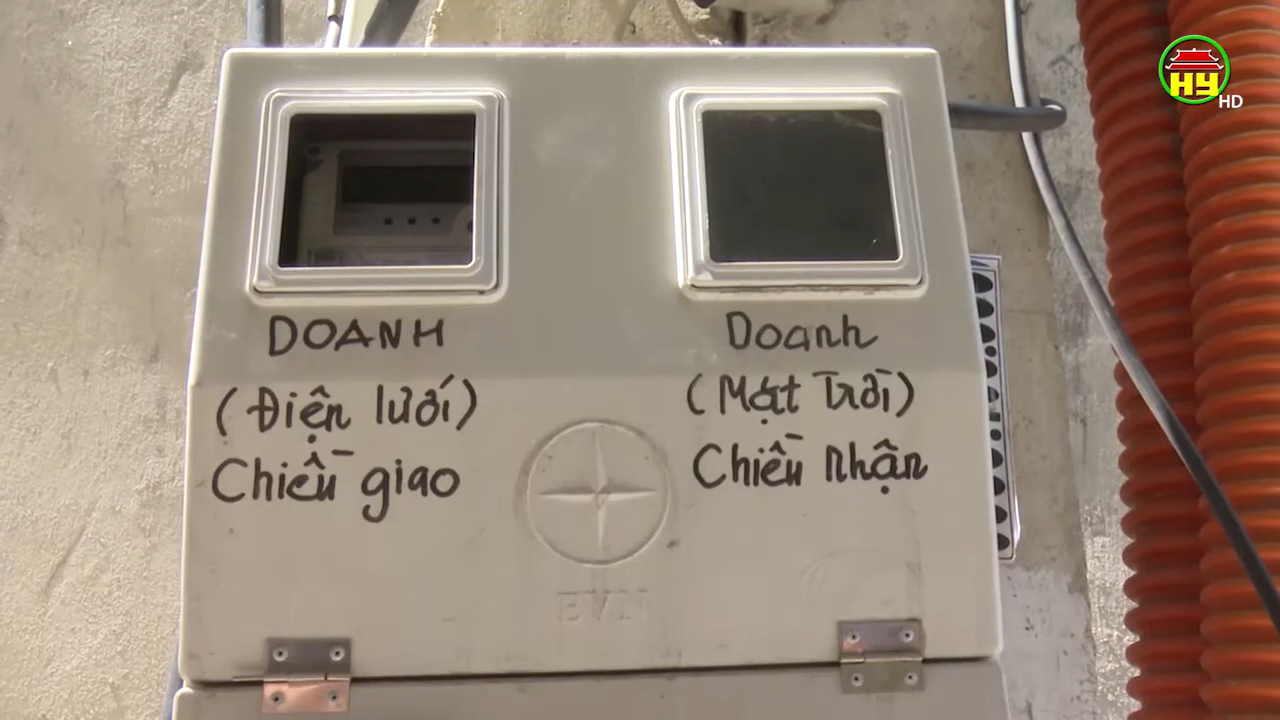 HY
HD
DOANH
(Điện lưới)
Chiều giao
Doanh
(Mặt Trời)
Chiều nhận
EVN